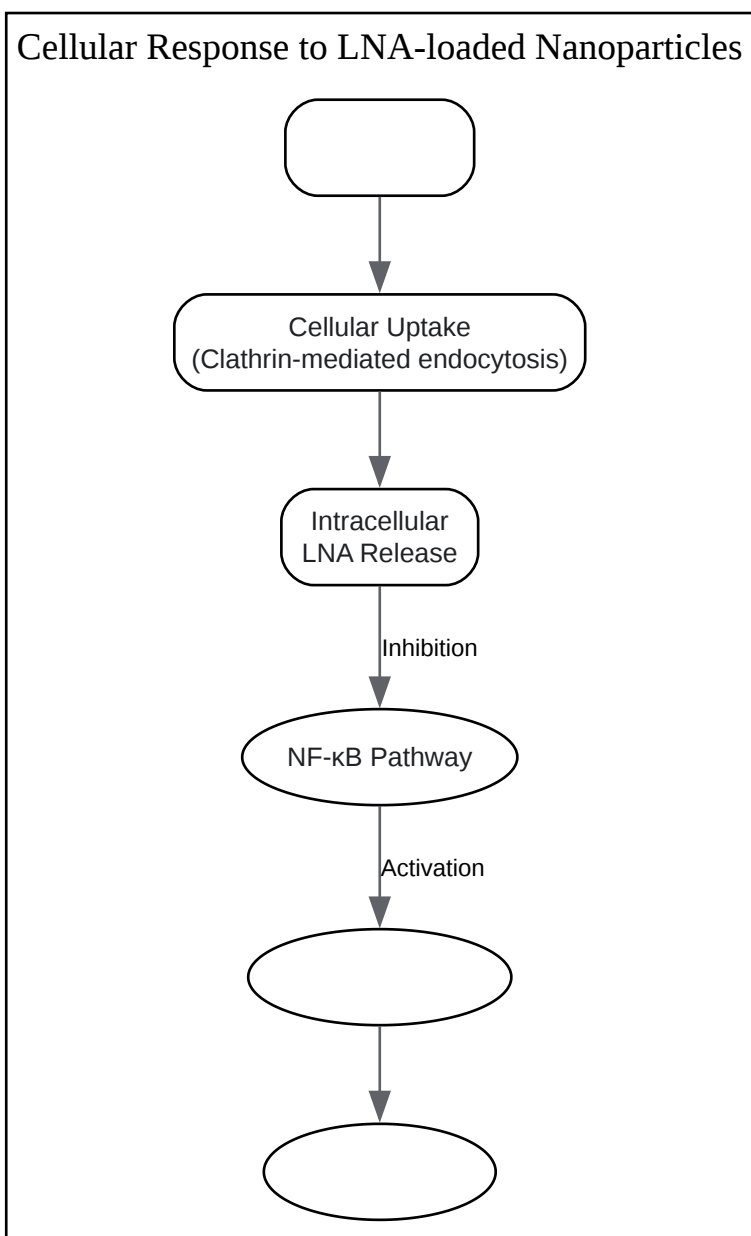 Cellular Response to LNA-loaded Nanoparticles
Cellular Uptake
(Clathrin-mediated endocytosis)
Intracellular
LNA Release
Inhibition
NF-κB Pathway
Activation